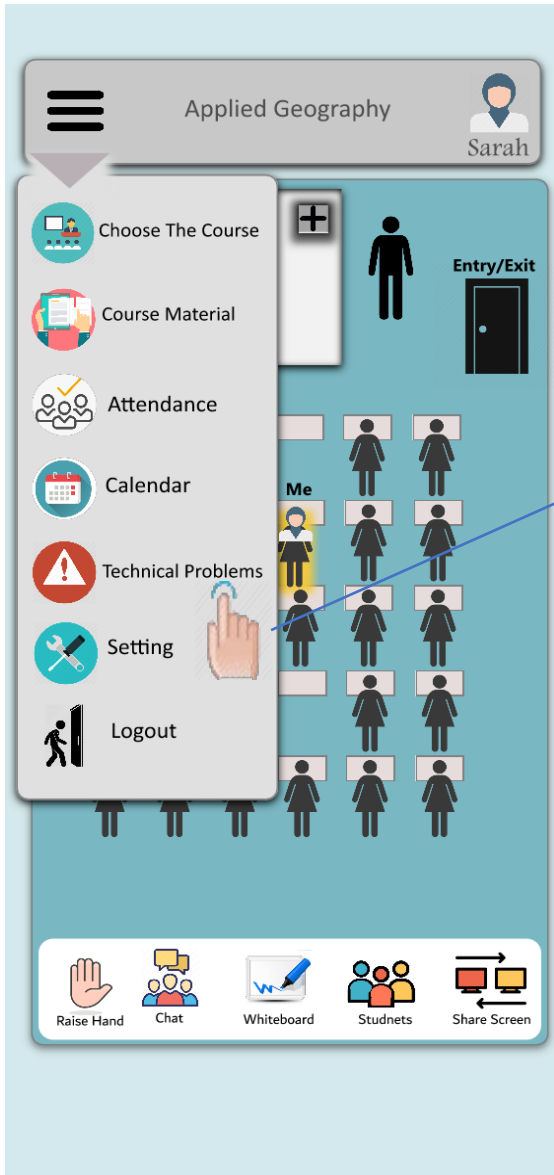 Applied Geography
Sarah
Choose The Course
Course Material
Attendance
Calendar
Technical Problems
Setting
Logout
Entry/Exit
Me
Raise Hand
Chat
Whiteboard
Studnets
Share Screen